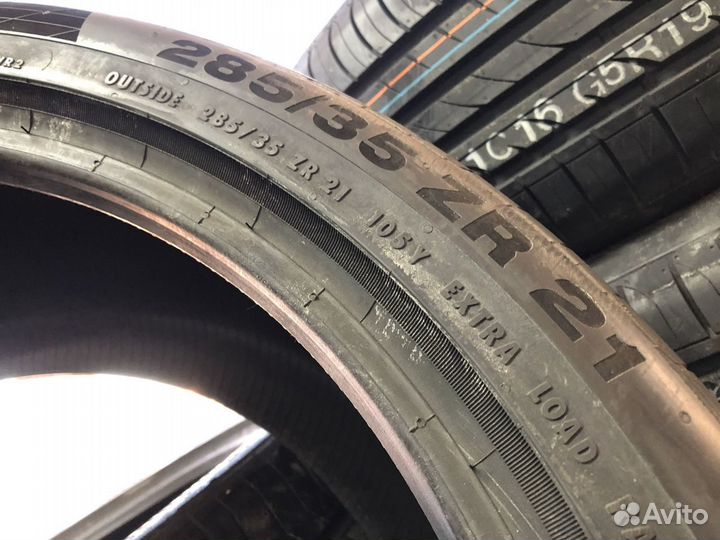 285/35 ZR 21
OUTSIDE 285/35 ZR 21 105Y EXTRA LOAD
Avito